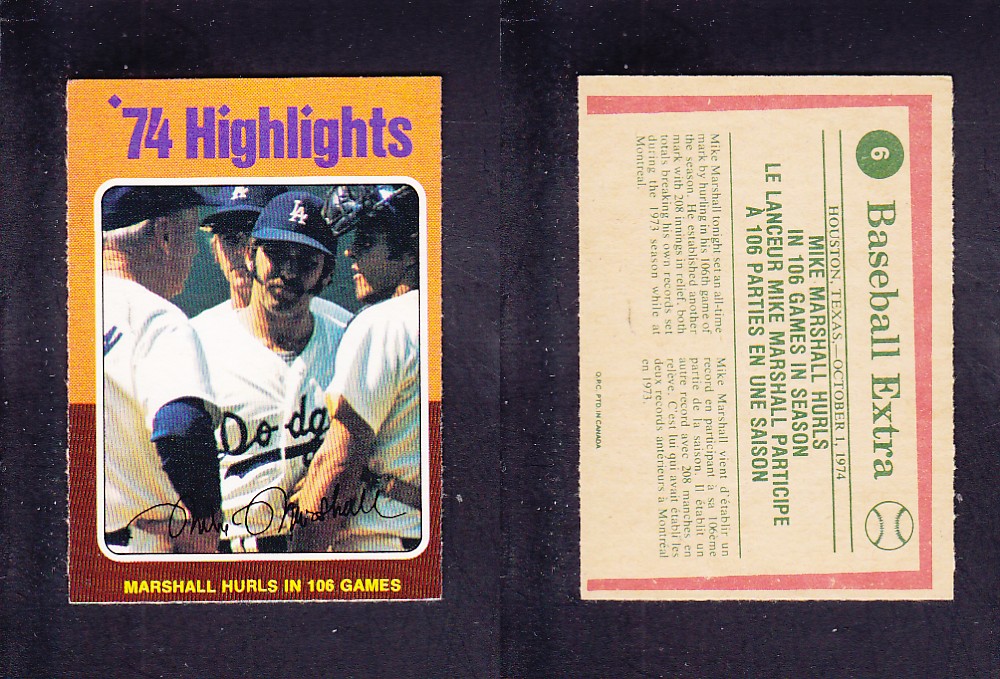 '74 Highlights
LA
Dodg
Mike Marshall
MARSHALL HURLS IN 106 GAMES
6
Baseball Extra
HOUSTON, TEXAS.—OCTOBER 1, 1974
MIKE MARSHALL HURLS
IN 106 GAMES IN SEASON
LE LANCEUR MIKE MARSHALL PARTICIPE
À 106 PARTIES EN UNE SAISON
Mike Marshall tonight set an all-time
mark by hurling in his 106th game of
the season. He established another
mark with 208 innings in relief, both
totals breaking his own records set
during the 1973 season while at
Montreal.
Mike Marshall vient d'établir un
record en participant à sa 106ème
partie de la saison. Il établit un
autre record avec 208 manches en
relève. C'est lui qui avait établi les
deux records antérieurs à Montréal
en 1973.
O.P.C. PTD. IN CANADA